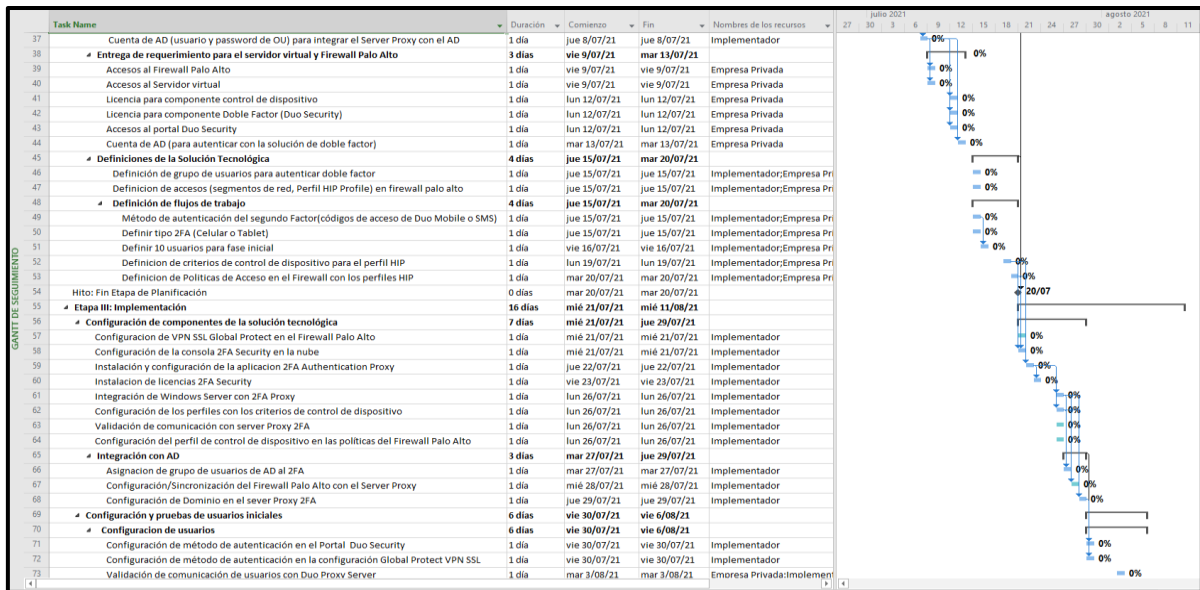 julio 2021 agosto 2021
Task Name Duración Comienzo Fin Nombres de los recursos 27 30 3 6 9 12 15 18 21 24 27 30 2 5 8 11
37 Cuenta de AD (usuario y password de OU) para integrar el Server Proxy con el AD 1 día jue 8/07/21 jue 8/07/21 Implementador 0%
38 Entrega de requerimiento para el servidor virtual y Firewall Palo Alto 3 días vie 9/07/21 mar 13/07/21 0%
39 Accesos al Firewall Palo Alto 1 día vie 9/07/21 vie 9/07/21 Empresa Privada 0%
40 Accesos al Servidor virtual 1 día vie 9/07/21 vie 9/07/21 Empresa Privada 0%
41 Licencia para componente control de dispositivo 1 día lun 12/07/21 lun 12/07/21 Empresa Privada 0%
42 Licencia para componente Doble Factor (Duo Security) 1 día lun 12/07/21 lun 12/07/21 Empresa Privada 0%
43 Accesos al portal Duo Security 1 día lun 12/07/21 lun 12/07/21 Empresa Privada 0%
44 Cuenta de AD (para autenticar con la solución de doble factor) 1 día mar 13/07/21 mar 13/07/21 Empresa Privada 0%
45 Definiciones de la Solución Tecnológica 4 días jue 15/07/21 mar 20/07/21
46 Definición de grupo de usuarios para autenticar doble factor 1 día jue 15/07/21 jue 15/07/21 Implementador;Empresa Pri 0%
47 Definicion de accesos (segmentos de red, Perfil HIP Profile) en firewall palo alto 1 día jue 15/07/21 jue 15/07/21 Implementador;Empresa Pri 0%
48 Definición de flujos de trabajo 4 días jue 15/07/21 mar 20/07/21
49 Método de autenticación del segundo Factor(códigos de acceso de Duo Mobile o SMS) 1 día jue 15/07/21 jue 15/07/21 Implementador;Empresa Pri 0%
50 Definir tipo 2FA (Celular o Tablet) 1 día jue 15/07/21 jue 15/07/21 Implementador;Empresa Pri 0%
51 Definir 10 usuarios para fase inicial 1 día vie 16/07/21 vie 16/07/21 Implementador;Empresa Pri 0%
52 Definicion de criterios de control de dispositivo para el perfil HIP 1 día lun 19/07/21 lun 19/07/21 Implementador;Empresa Pri 0%
53 Definicion de Politicas de Acceso en el Firewall con los perfiles HIP 1 día mar 20/07/21 mar 20/07/21 Implementador;Empresa Pri 0%
54 Hito: Fin Etapa de Planificación 0 días mar 20/07/21 mar 20/07/21 20/07
55 Etapa III: Implementación 16 días mié 21/07/21 mié 11/08/21
56 Configuración de componentes de la solución tecnológica 7 días mié 21/07/21 jue 29/07/21
57 Configuracion de VPN SSL Global Protect en el Firewall Palo Alto 1 día mié 21/07/21 mié 21/07/21 Implementador 0%
58 Configuración de la consola 2FA Security en la nube 1 día mié 21/07/21 mié 21/07/21 Implementador 0%
59 Instalación y configuración de la aplicacion 2FA Authentication Proxy 1 día jue 22/07/21 jue 22/07/21 Implementador 0%
60 Instalacion de licencias 2FA Security 1 día vie 23/07/21 vie 23/07/21 Implementador 0%
61 Integración de Windows Server con 2FA Proxy 1 día lun 26/07/21 lun 26/07/21 Implementador 0%
62 Configuración de los perfiles con los criterios de control de dispositivo 1 día lun 26/07/21 lun 26/07/21 Implementador 0%
63 Validación de comunicación con server Proxy 2FA 1 día lun 26/07/21 lun 26/07/21 Implementador 0%
64 Configuración del perfil de control de dispositivo en las políticas del Firewall Palo Alto 1 día lun 26/07/21 lun 26/07/21 Implementador 0%
65 Integración con AD 3 días mar 27/07/21 jue 29/07/21
66 Asignacion de grupo de usuarios de AD al 2FA 1 día mar 27/07/21 mar 27/07/21 Implementador 0%
67 Configuración/Sincronización del Firewall Palo Alto con el Server Proxy 1 día mié 28/07/21 mié 28/07/21 Implementador 0%
68 Configuración de Dominio en el sever Proxy 2FA 1 día jue 29/07/21 jue 29/07/21 Implementador 0%
69 Configuración y pruebas de usuarios iniciales 6 días vie 30/07/21 vie 6/08/21
70 Configuracion de usuarios 6 días vie 30/07/21 vie 6/08/21
71 Configuración de método de autenticación en el Portal Duo Security 1 día vie 30/07/21 vie 30/07/21 Implementador 0%
72 Configuración de método de autenticación en la configuración Global Protect VPN SSL 1 día vie 30/07/21 vie 30/07/21 Implementador 0%
73 Validación de comunicación de usuarios con Duo Proxy Server 1 día mar 3/08/21 mar 3/08/21 Empresa Privada;Implement 0%
GANTT DE SEGUIMIENTO